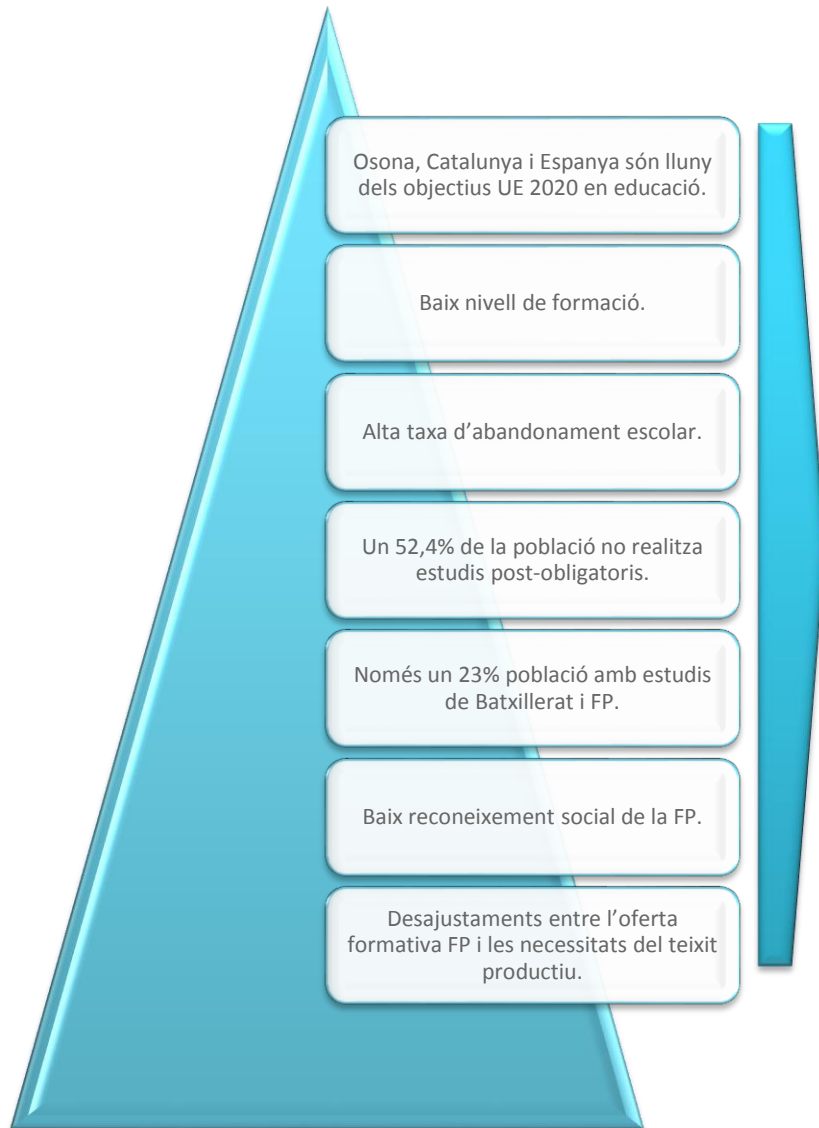 Osona, Catalunya i Espanya són lluny
dels objectius UE 2020 en educació.
Baix nivell de formació.
Alta taxa d’abandonament escolar.
Un 52,4% de la població no realitza
estudis post-obligatoris.
Només un 23% població amb estudis
de Batxillerat i FP.
Baix reconeixement social de la FP.
Desajustaments entre l’oferta
formativa FP i les necessitats del teixit
productiu.